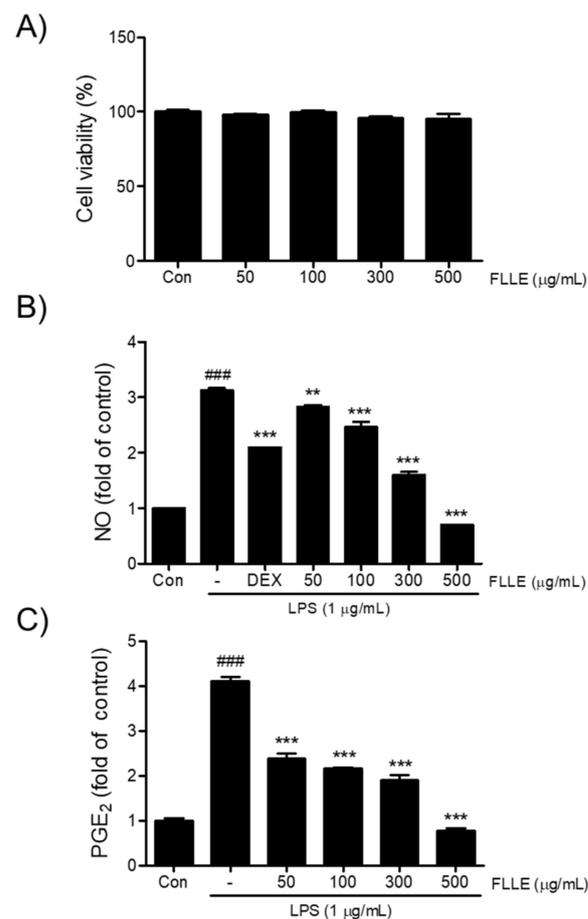 A)
Cell viability (%)
150
100
50
0
Con 50 100 300 500 FLLE (μg/mL)
B)
NO (fold of control)
4
3
2
1
0
###
***
**
***
***
***
Con - DEX 50 100 300 500 FLLE (μg/mL)
LPS (1 μg/mL)
C)
PGE2 (fold of control)
5
4
3
2
1
0
###
***
***
***
***
Con - 50 100 300 500 FLLE (μg/mL)
LPS (1 μg/mL)